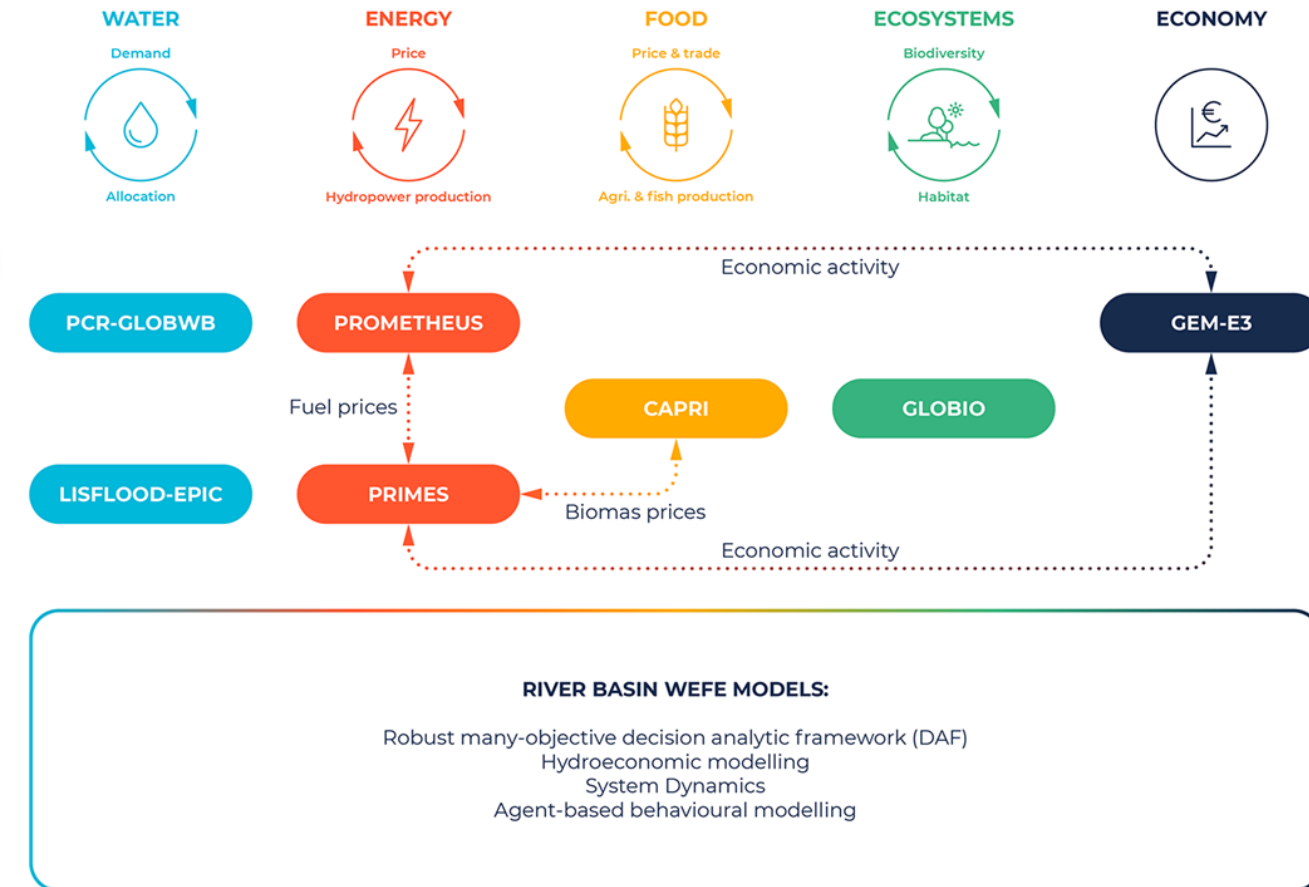 WATER
ENERGY
FOOD
ECOSYSTEMS
ECONOMY
Demand
Price
Price & trade
Biodiversity
€
Allocation
Hydropower production
Agri. & fish production
Habitat
Economic activity
PCR-GLOBWB
PROMETHEUS
GEM-E3
Fuel prices
CAPRI
GLOBIO
LISFLOOD-EPIC
PRIMES
Biomas prices
Economic activity
RIVER BASIN WEFE MODELS:
Robust many-objective decision analytic framework (DAF)
Hydroeconomic modelling
System Dynamics
Agent-based behavioural modelling